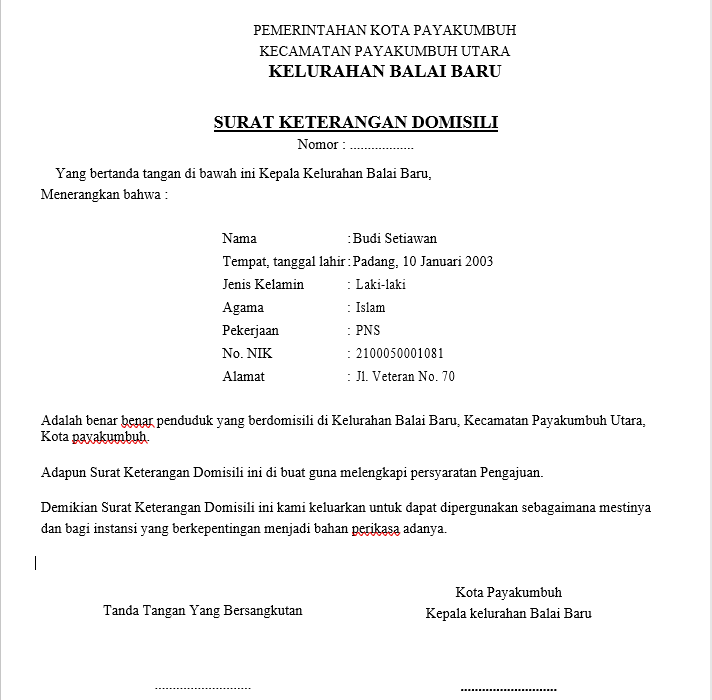 PEMERINTAHAN KOTA PAYAKUMBUH
KECAMATAN PAYAKUMBUH UTARA
KELURAHAN BALAI BARU
SURAT KETERANGAN DOMISILI
Nomor : ..................
Yang bertanda tangan di bawah ini Kepala Kelurahan Balai Baru,
Menerangkan bahwa :
Nama : Budi Setiawan
Tempat, tanggal lahir : Padang, 10 Januari 2003
Jenis Kelamin : Laki-laki
Agama : Islam
Pekerjaan : PNS
No. NIK : 2100050001081
Alamat : Jl. Veteran No. 70
Adalah benar benar penduduk yang berdomisili di Kelurahan Balai Baru, Kecamatan Payakumbuh Utara,
Kota payakumbuh.
Adapun Surat Keterangan Domisili ini di buat guna melengkapi persyaratan Pengajuan.
Demikian Surat Keterangan Domisili ini kami keluarkan untuk dapat dipergunakan sebagaimana mestinya
dan bagi instansi yang berkepentingan menjadi bahan perikasa adanya.
Kota Payakumbuh
Tanda Tangan Yang Bersangkutan
Kepala kelurahan Balai Baru
........................... ...........................